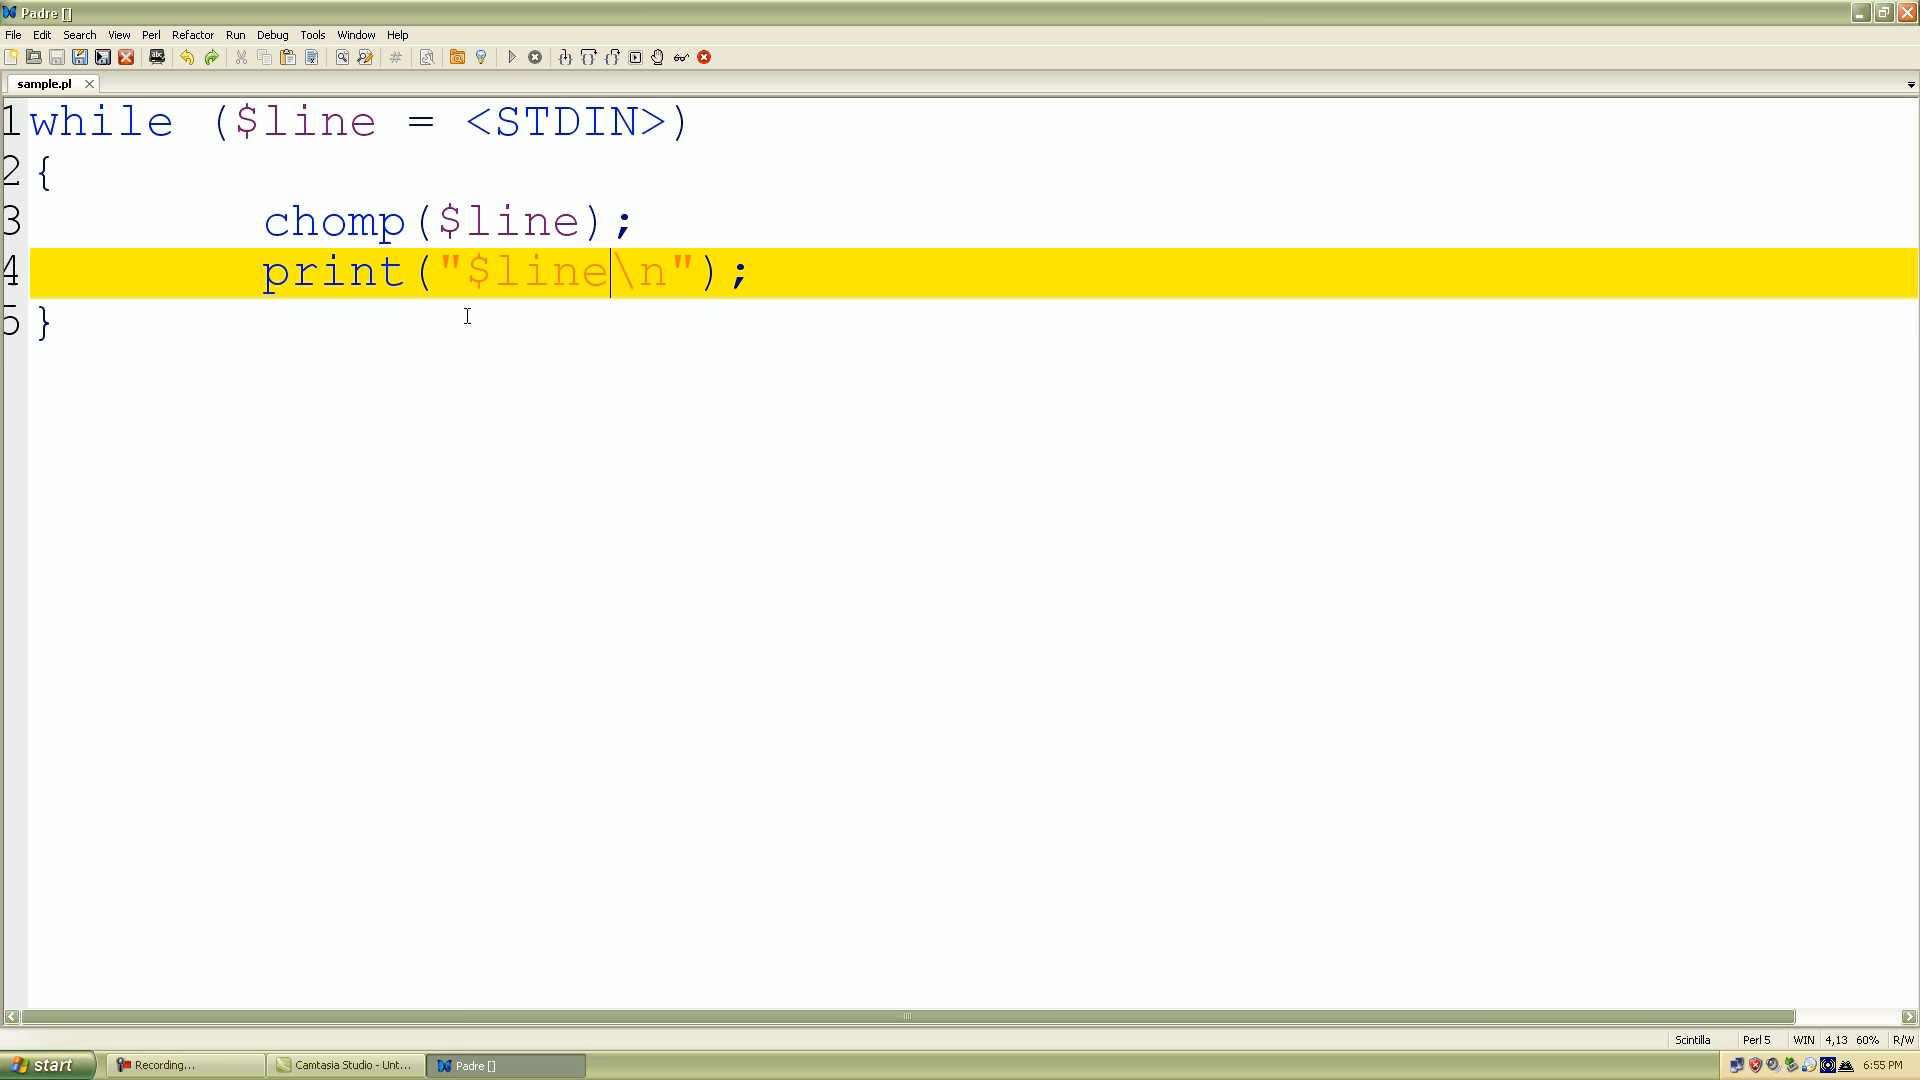 Padre []
File Edit Search View Perl Refactor Run Debug Tools Window Help
sample.pl
1 while ($line = <STDIN>)
2 {
3 chomp($line);
4 print("$line\n");
5 }
Scintilla Perl 5 WIN 4,13 60% R/W
start Recording... Camtasia Studio - Unt... Padre [] 6:55 PM